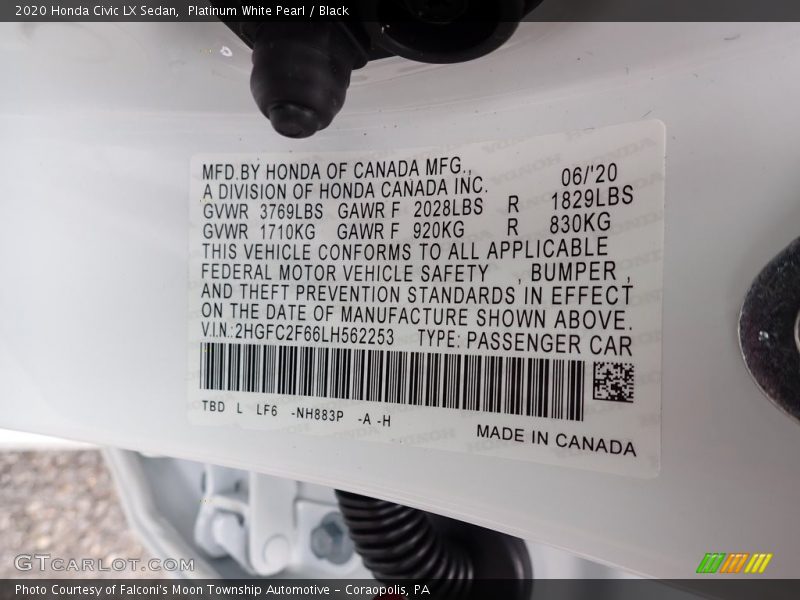 2020 Honda Civic LX Sedan,  Platinum White Pearl / Black
MFD.BY HONDA OF CANADA MFG.,
A DIVISION OF HONDA CANADA INC. 06/'20
GVWR 3769LBS GAWR F 2028LBS R 1829LBS
GVWR 1710KG GAWR F 920KG R 830KG
THIS VEHICLE CONFORMS TO ALL APPLICABLE
FEDERAL MOTOR VEHICLE SAFETY , BUMPER ,
AND THEFT PREVENTION STANDARDS IN EFFECT
ON THE DATE OF MANUFACTURE SHOWN ABOVE.
V.I.N.:2HGFC2F66LH562253 TYPE: PASSENGER CAR
TBD L LF6 -NH883P -A -H
MADE IN CANADA
GTCarLot.com
Photo Courtesy of Falconi's Moon Township Automotive - Coraopolis, PA